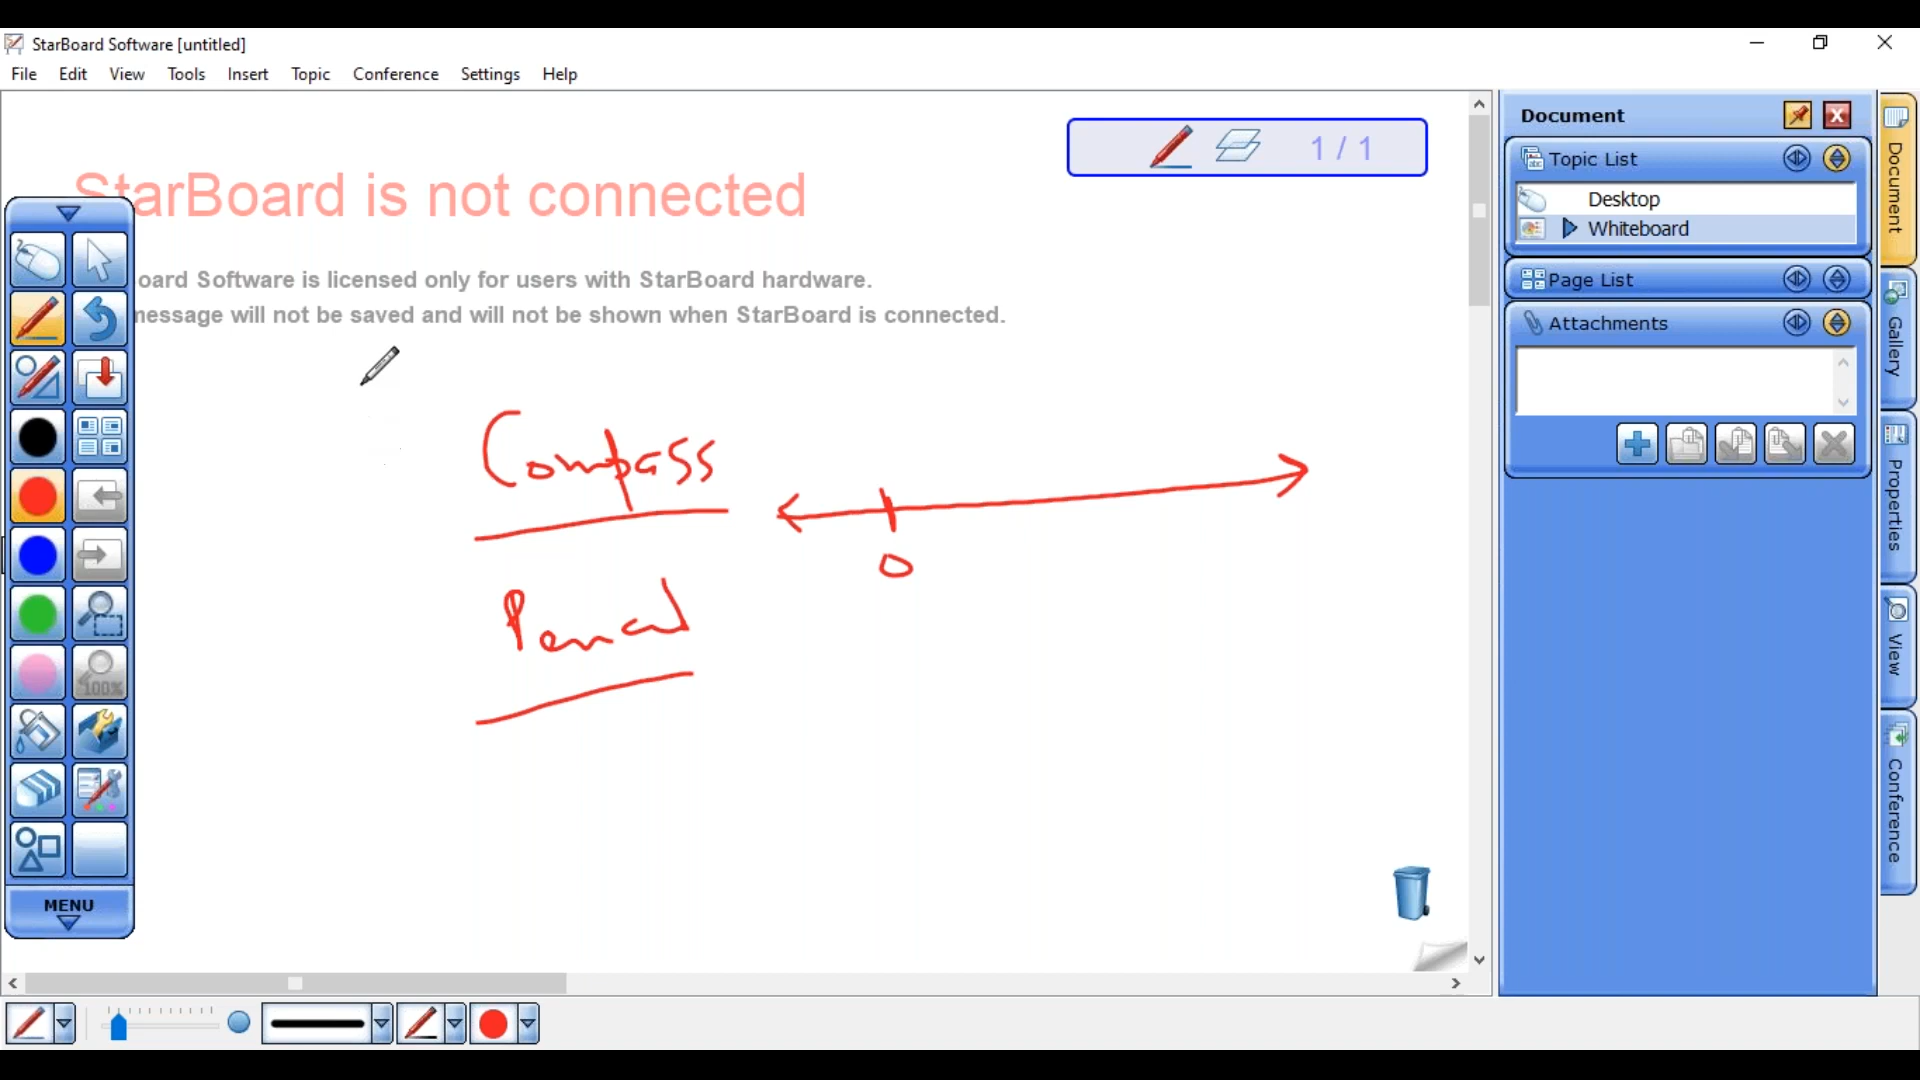 StarBoard Software [untitled]
File Edit View Tools Insert Topic Conference Settings Help
StarBoard is not connected
oard Software is licensed only for users with StarBoard hardware.
message will not be saved and will not be shown when StarBoard is connected.
1 / 1
Compass
0
Pencil
100%
MENU
Document
Topic List
Desktop
Whiteboard
Page List
Attachments
Document
Gallery
Properties
View
Conference